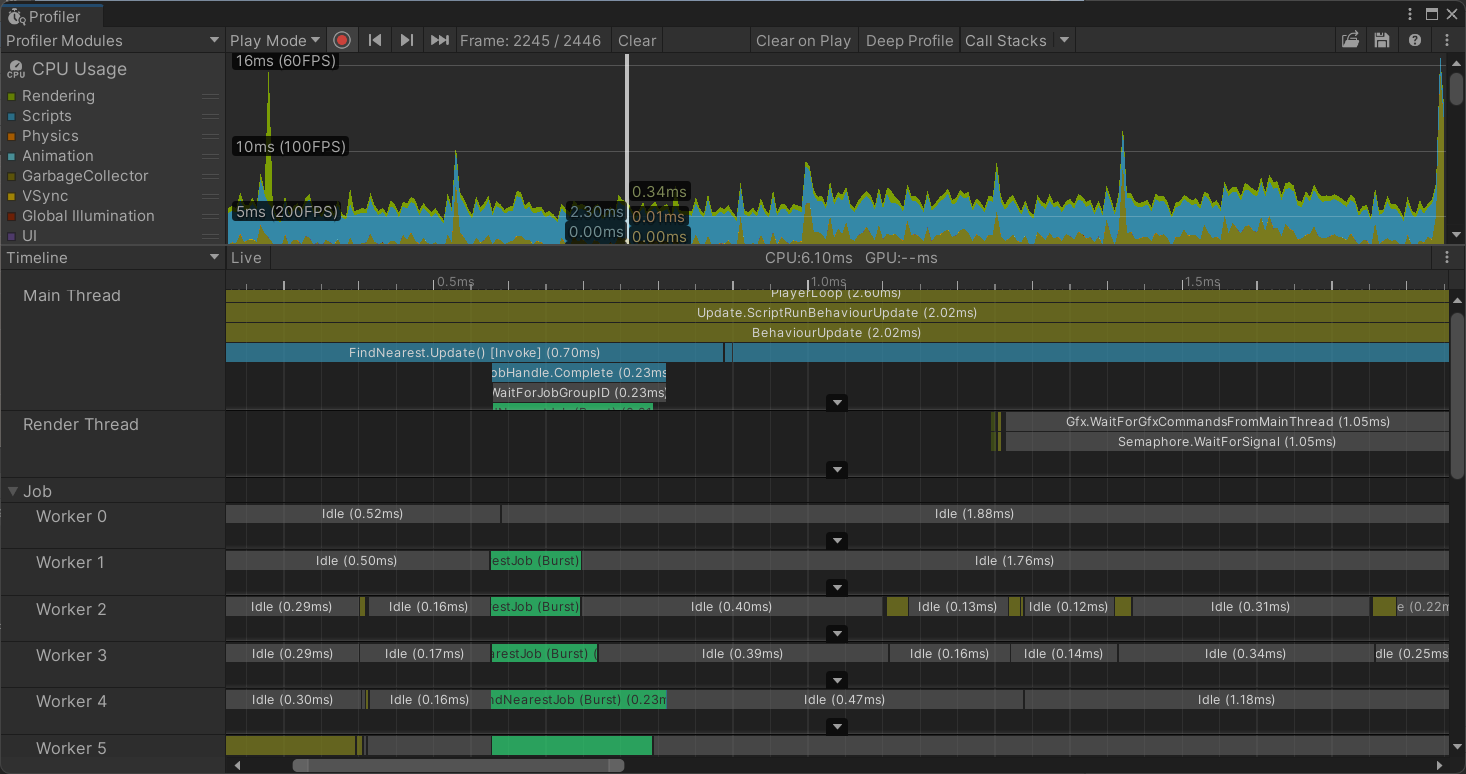 Profiler
Profiler Modules
Play Mode
Frame: 2245 / 2446
Clear
Clear on Play
Deep Profile
Call Stacks
CPU Usage
Rendering
Scripts
Physics
Animation
GarbageCollector
VSync
Global Illumination
UI
16ms (60FPS)
10ms (100FPS)
5ms (200FPS)
0.34ms
2.30ms
0.01ms
0.00ms
0.00ms
Timeline
Live
CPU:6.10ms GPU:--ms
0.5ms
1.0ms
1.5ms
Main Thread
PlayerLoop (2.60ms)
Update.ScriptRunBehaviourUpdate (2.02ms)
BehaviourUpdate (2.02ms)
FindNearest.Update() [Invoke] (0.70ms)
obHandle.Complete (0.23ms
WaitForJobGroupID (0.23ms)
Render Thread
Gfx.WaitForGfxCommandsFromMainThread (1.05ms)
Semaphore.WaitForSignal (1.05ms)
Job
Worker 0
Idle (0.52ms)
Idle (1.88ms)
Worker 1
Idle (0.50ms)
estJob (Burst)
Idle (1.76ms)
Worker 2
Idle (0.29ms)
Idle (0.16ms)
estJob (Burst)
Idle (0.40ms)
Idle (0.13ms)
Idle (0.12ms)
Idle (0.31ms)
e (0.22m
Worker 3
Idle (0.29ms)
Idle (0.17ms)
arestJob (Burst) (
Idle (0.39ms)
Idle (0.16ms)
Idle (0.14ms)
Idle (0.34ms)
dle (0.25ms
Worker 4
Idle (0.30ms)
Idle (0.16ms)
ndNearestJob (Burst) (0.23m
Idle (0.47ms)
Idle (1.18ms)
Worker 5